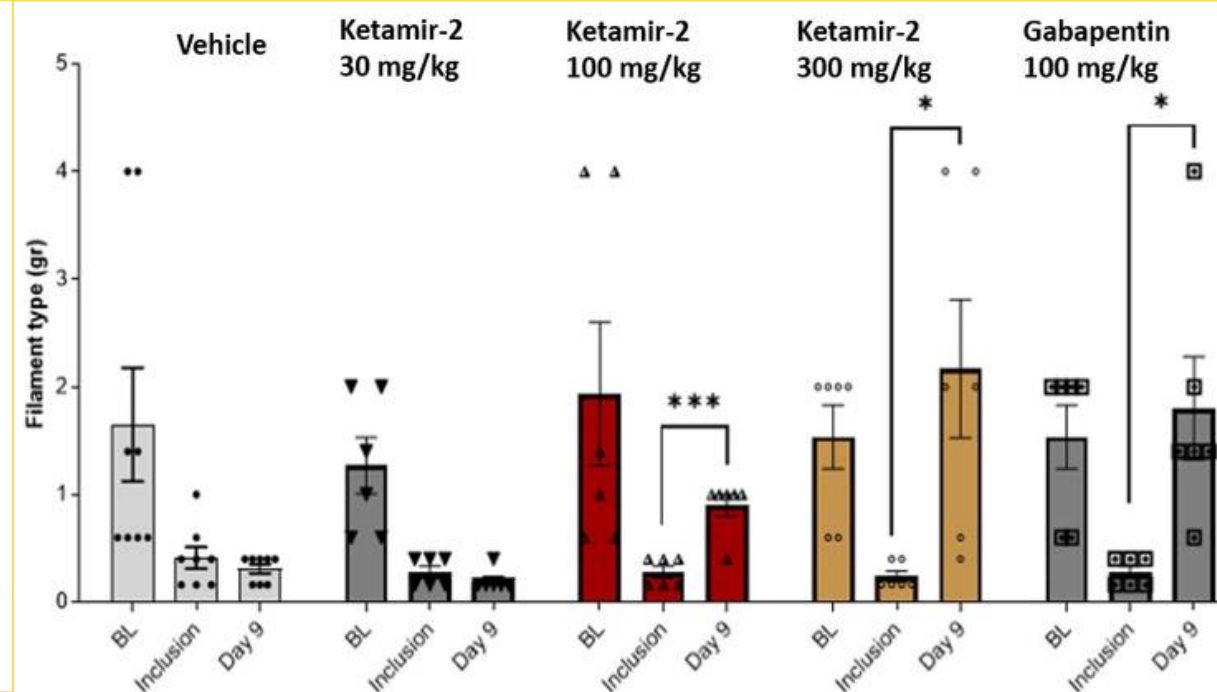 Vehicle
Ketamir-2
30 mg/kg
Ketamir-2
100 mg/kg
Ketamir-2
300 mg/kg
Gabapentin
100 mg/kg
Filament type (gr)
5
4
3
2
1
0
***
*
*
BL
Inclusion
Day 9
BL
Inclusion
Day 9
BL
Inclusion
Day 9
BL
Inclusion
Day 9
BL
Inclusion
Day 9